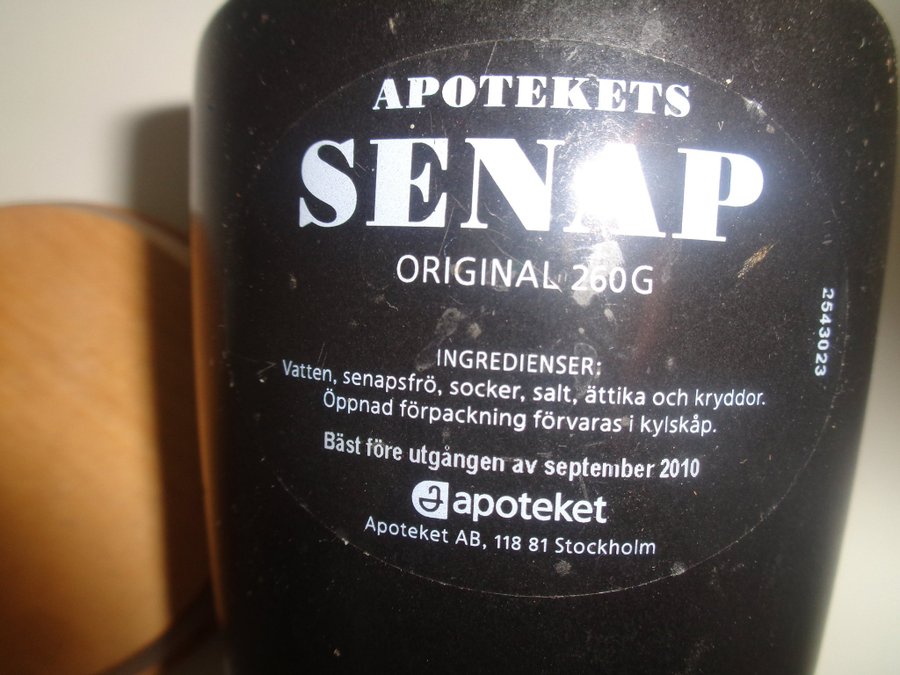 APOTEKETS
SENAP
ORIGINAL 260G
2543023
INGREDIENSER:
Vatten, senapsfrö, socker, salt, ättika och kryddor.
Öppnad förpackning förvaras i kylskåp.
Bäst före utgången av september 2010
apoteket
Apoteket AB, 118 81 Stockholm